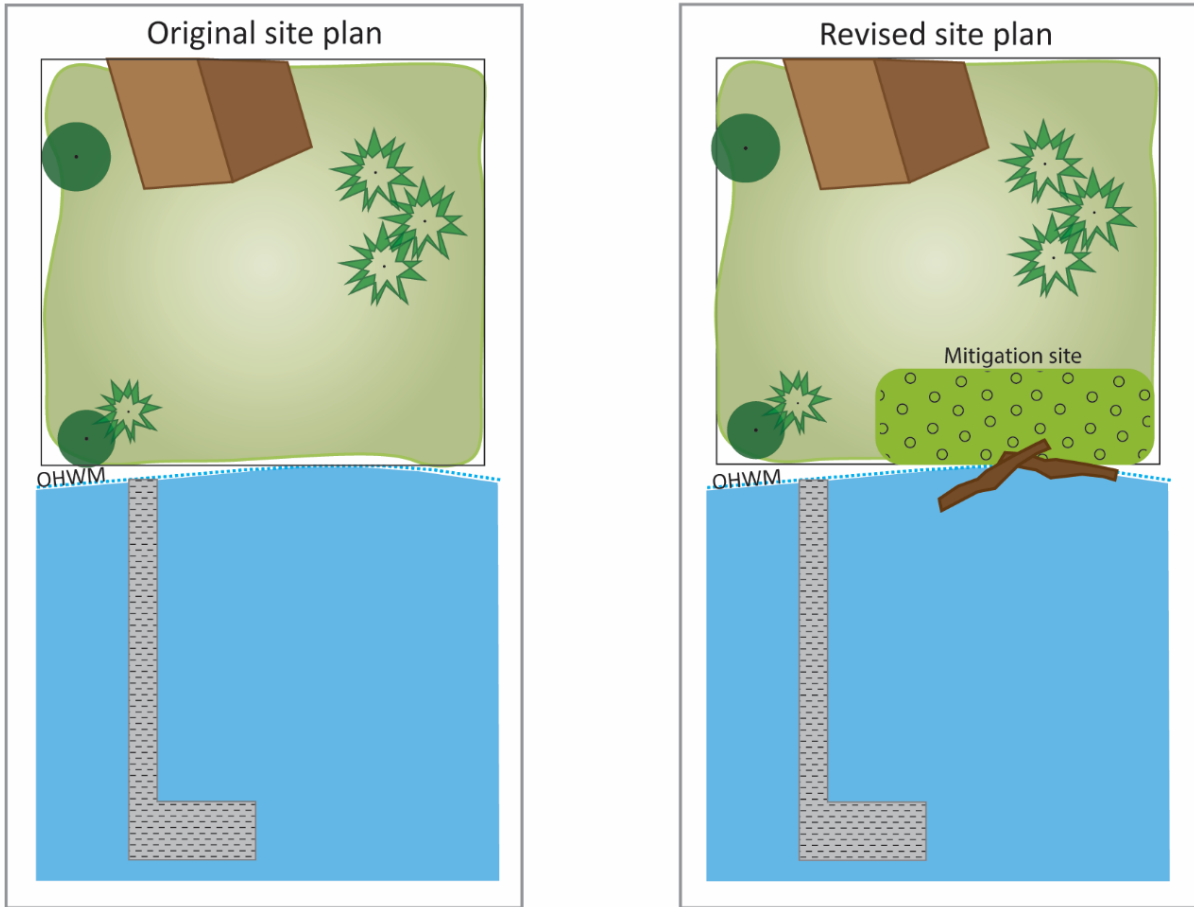 Original site plan
OHWM
Revised site plan
Mitigation site
OHWM